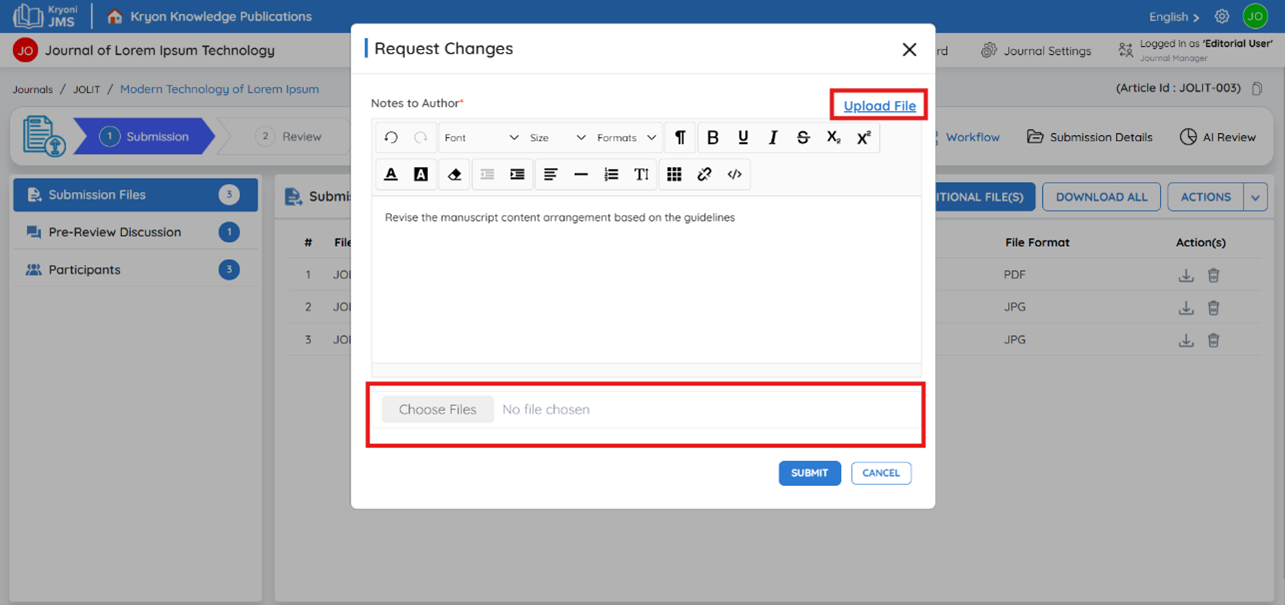 Kryoni
JMS
Kryon Knowledge Publications
English
JO
JO
Journal of Lorem Ipsum Technology
rd
Journal Settings
Logged in as 'Editorial User'
Journal Manager
Journals / JOLIT / Modern Technology of Lorem Ipsum
(Article Id : JOLIT-003)
1 Submission
2 Review
Workflow
Submission Details
AI Review
Submission Files 3
Pre-Review Discussion 1
Participants 3
Submi
ITIONAL FILE(S)
DOWNLOAD ALL
ACTIONS
# File File Format Action(s)
1 JOI PDF
2 JOI JPG
3 JOI JPG
Request Changes
Notes to Author*
Upload File
Font Size Formats ¶ B U I S X₂ X²
A A TI </>
Revise the manuscript content arrangement based on the guidelines
Choose Files No file chosen
SUBMIT CANCEL